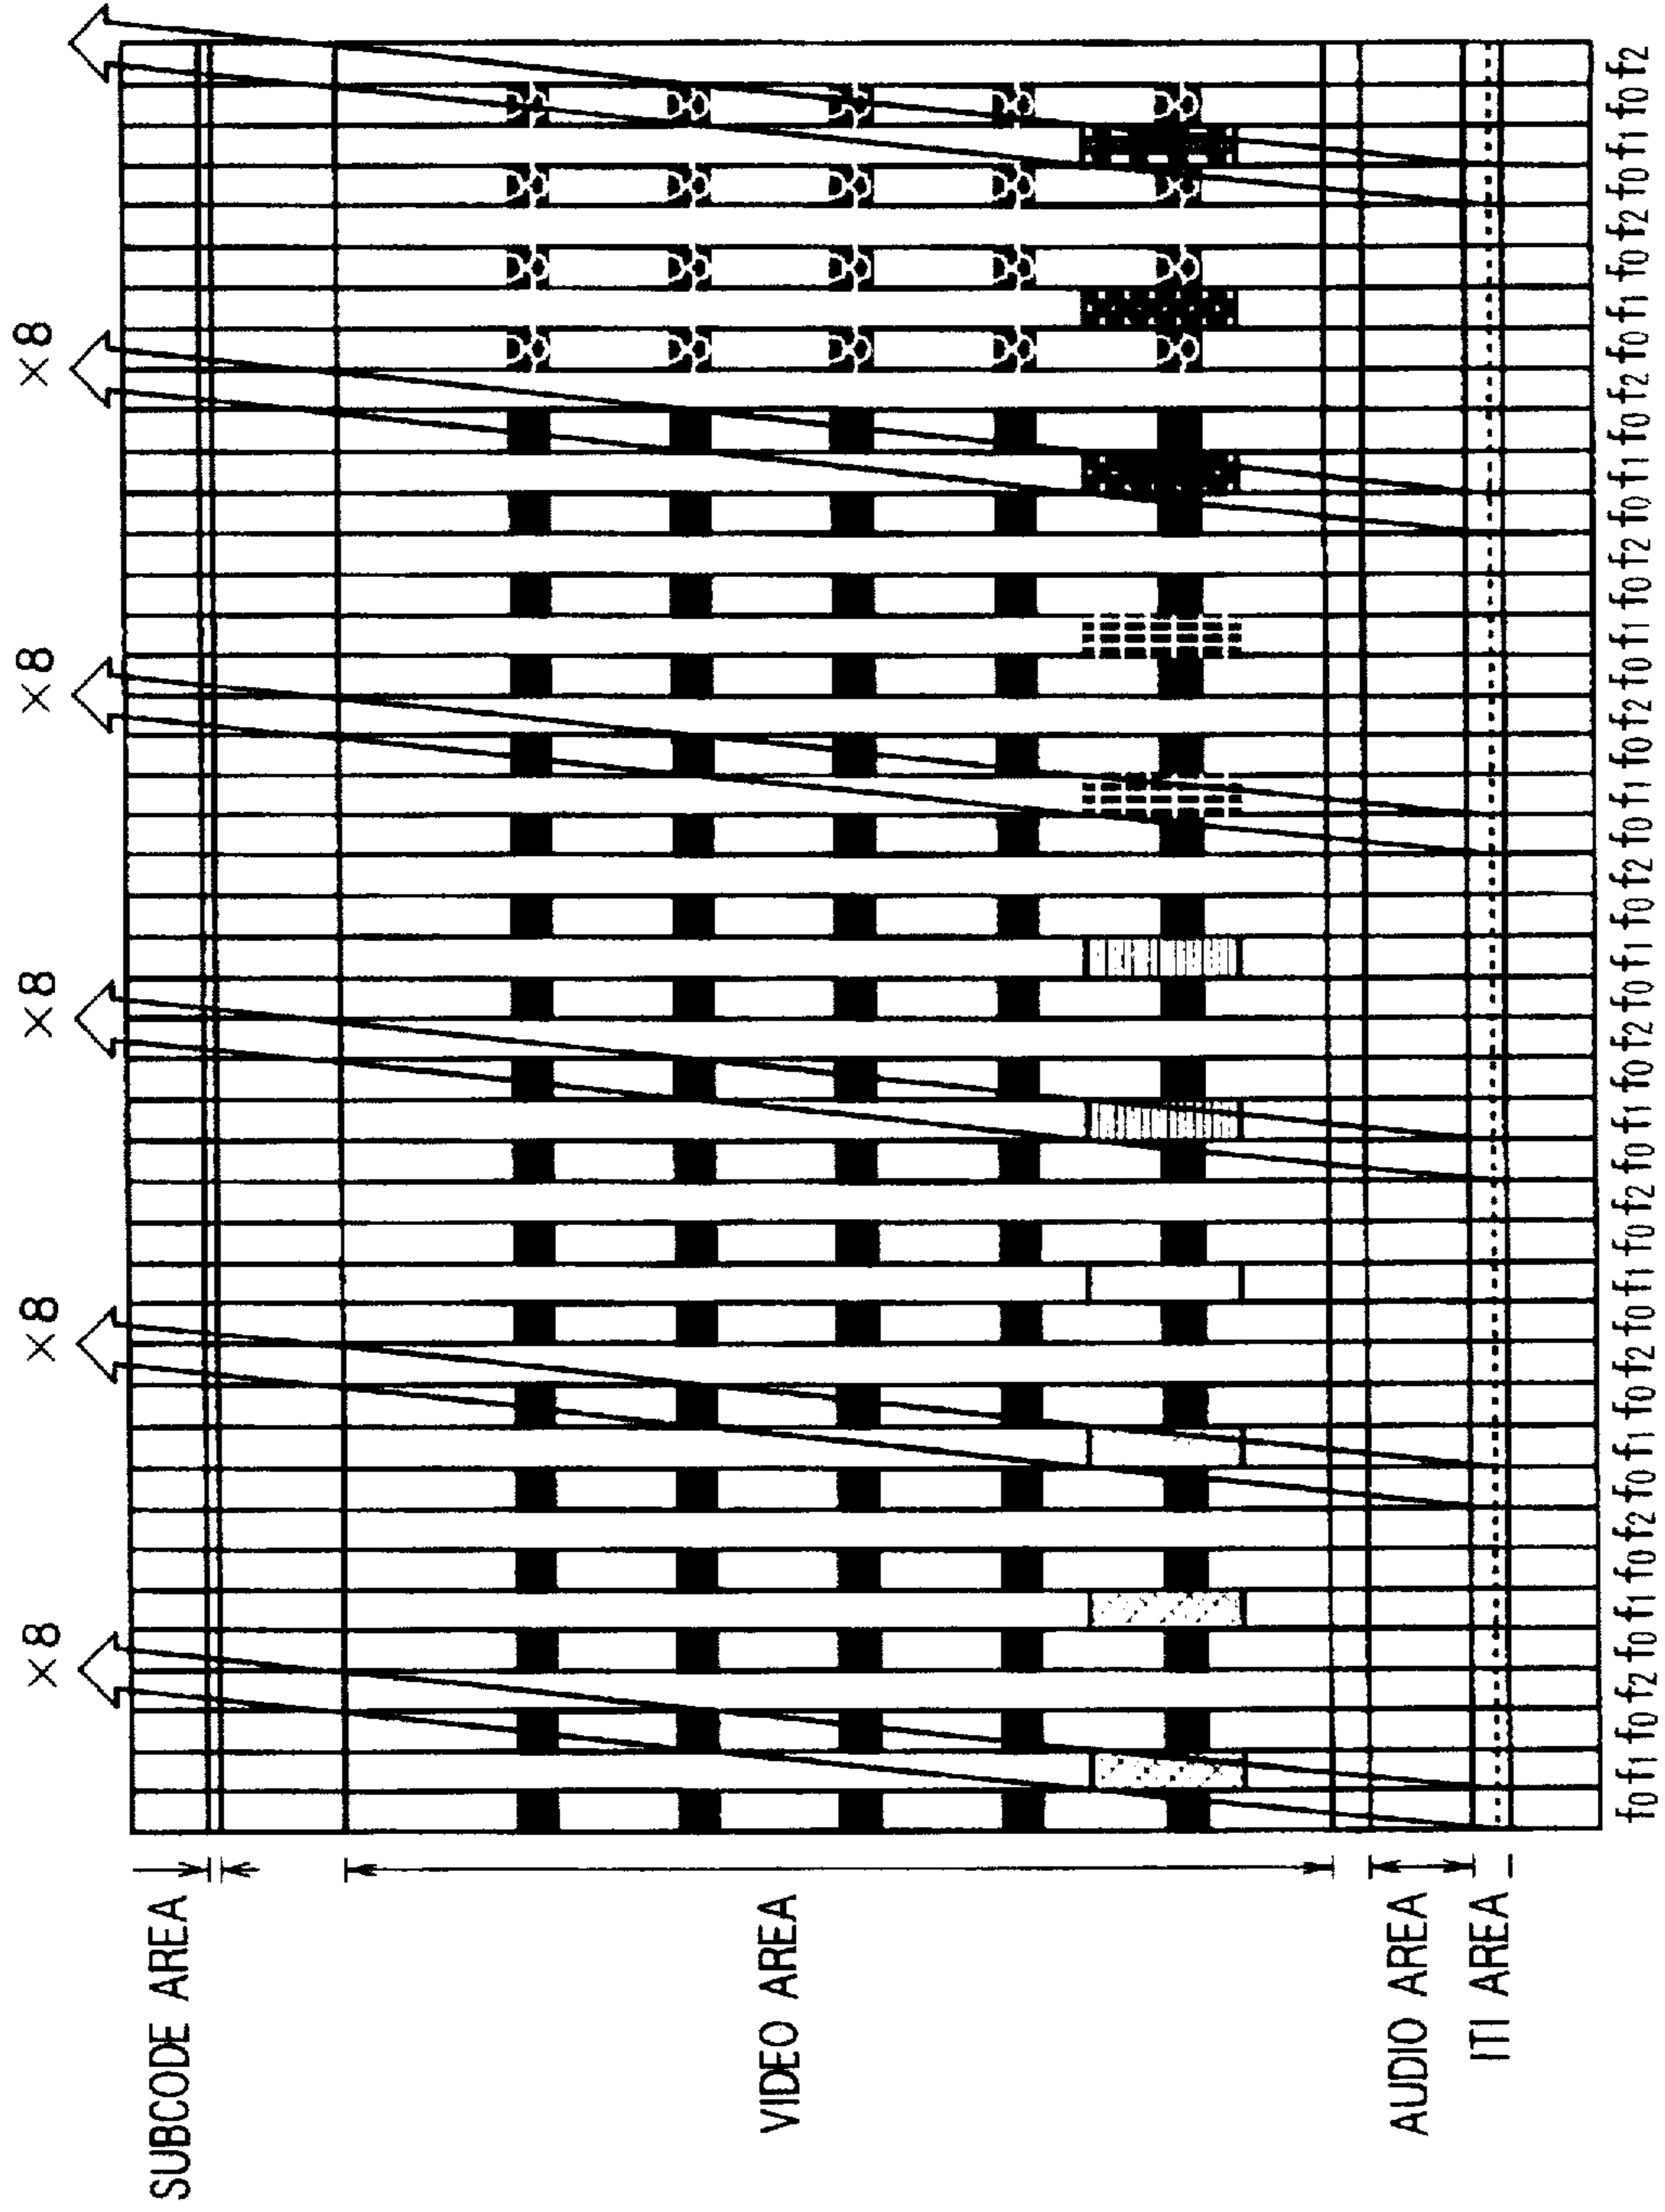 ×8 ×8 ×8 ×8 ×8
SUBCODE AREA
VIDEO AREA
AUDIO AREA
ITI AREA
f0 f1 f0 f2 f0 f1 f0 f2 f0 f1 f0 f2 f0 f1 f0 f2 f0 f1 f0 f2 f0 f1 f0 f2 f0 f1 f0 f2 f0 f1 f0 f2 f0 f1 f0 f2 f0 f1 f0 f2 f0 f1 f0 f2